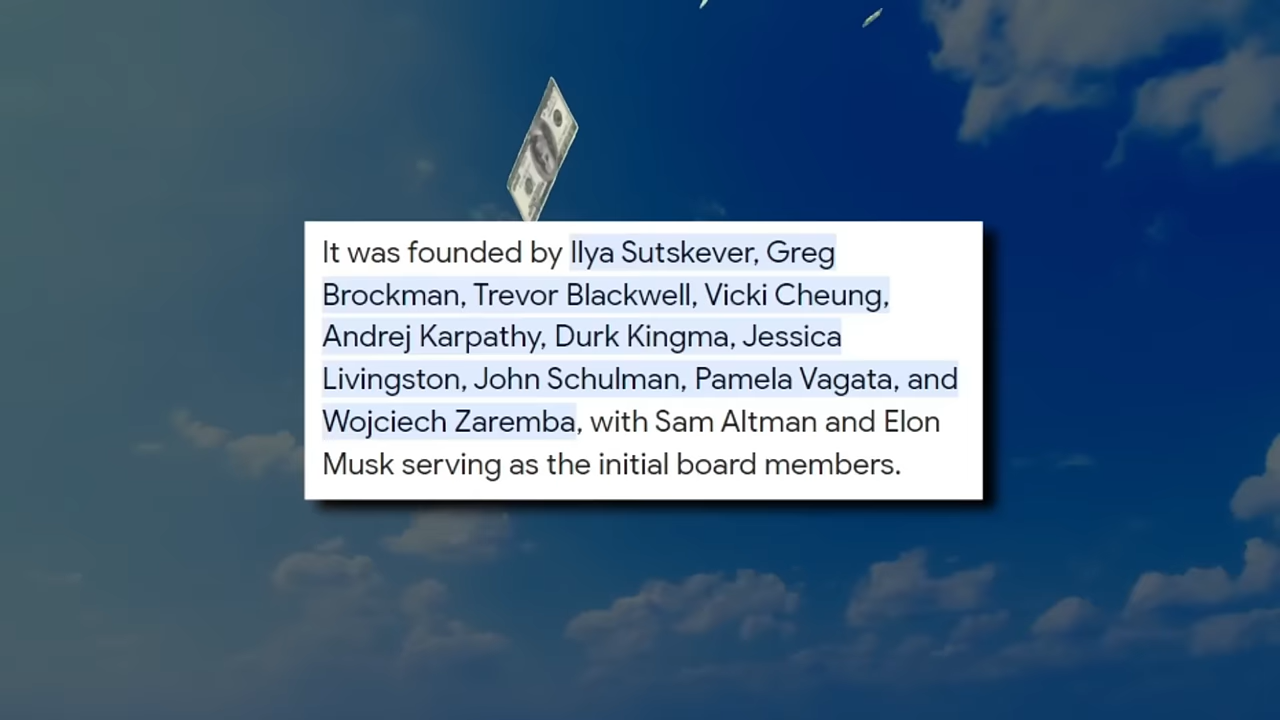 It was founded by Ilya Sutskever, Greg
Brockman, Trevor Blackwell, Vicki Cheung,
Andrej Karpathy, Durk Kingma, Jessica
Livingston, John Schulman, Pamela Vagata, and
Wojciech Zaremba, with Sam Altman and Elon
Musk serving as the initial board members.